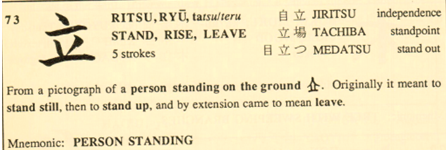 73 立 RITSU, RYŪ, tatsu/teru 自立 JIRITSU independence
STAND, RISE, LEAVE 立場 TACHIBA standpoint
5 strokes 目立つ MEDATSU stand out
From a pictograph of a person standing on the ground. Originally it meant to
stand still, then to stand up, and by extension came to mean leave.
Mnemonic: PERSON STANDING